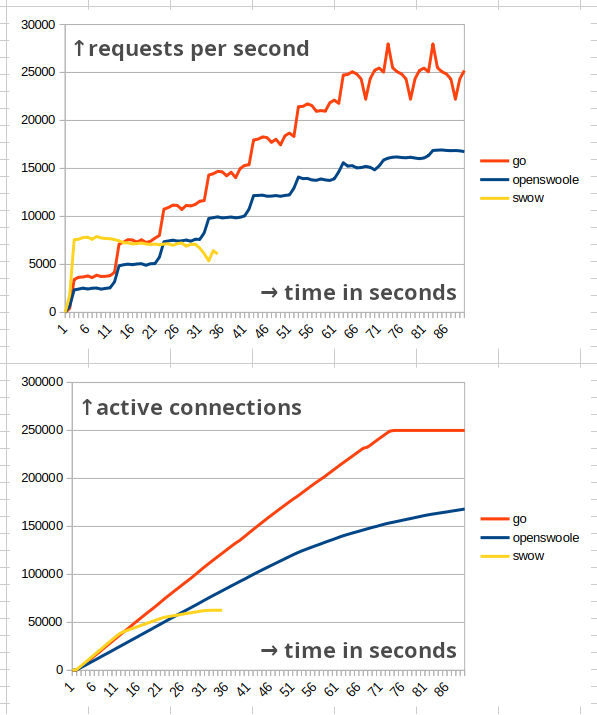 30000
↑requests per second
25000
20000
15000
10000
5000
0
→ time in seconds
1 6 11 16 21 26 31 36 41 46 51 56 61 66 71 76 81 86
go
openswoole
swow
300000
↑active connections
250000
200000
150000
100000
50000
0
→ time in seconds
1 6 11 16 21 26 31 36 41 46 51 56 61 66 71 76 81 86
go
openswoole
swow